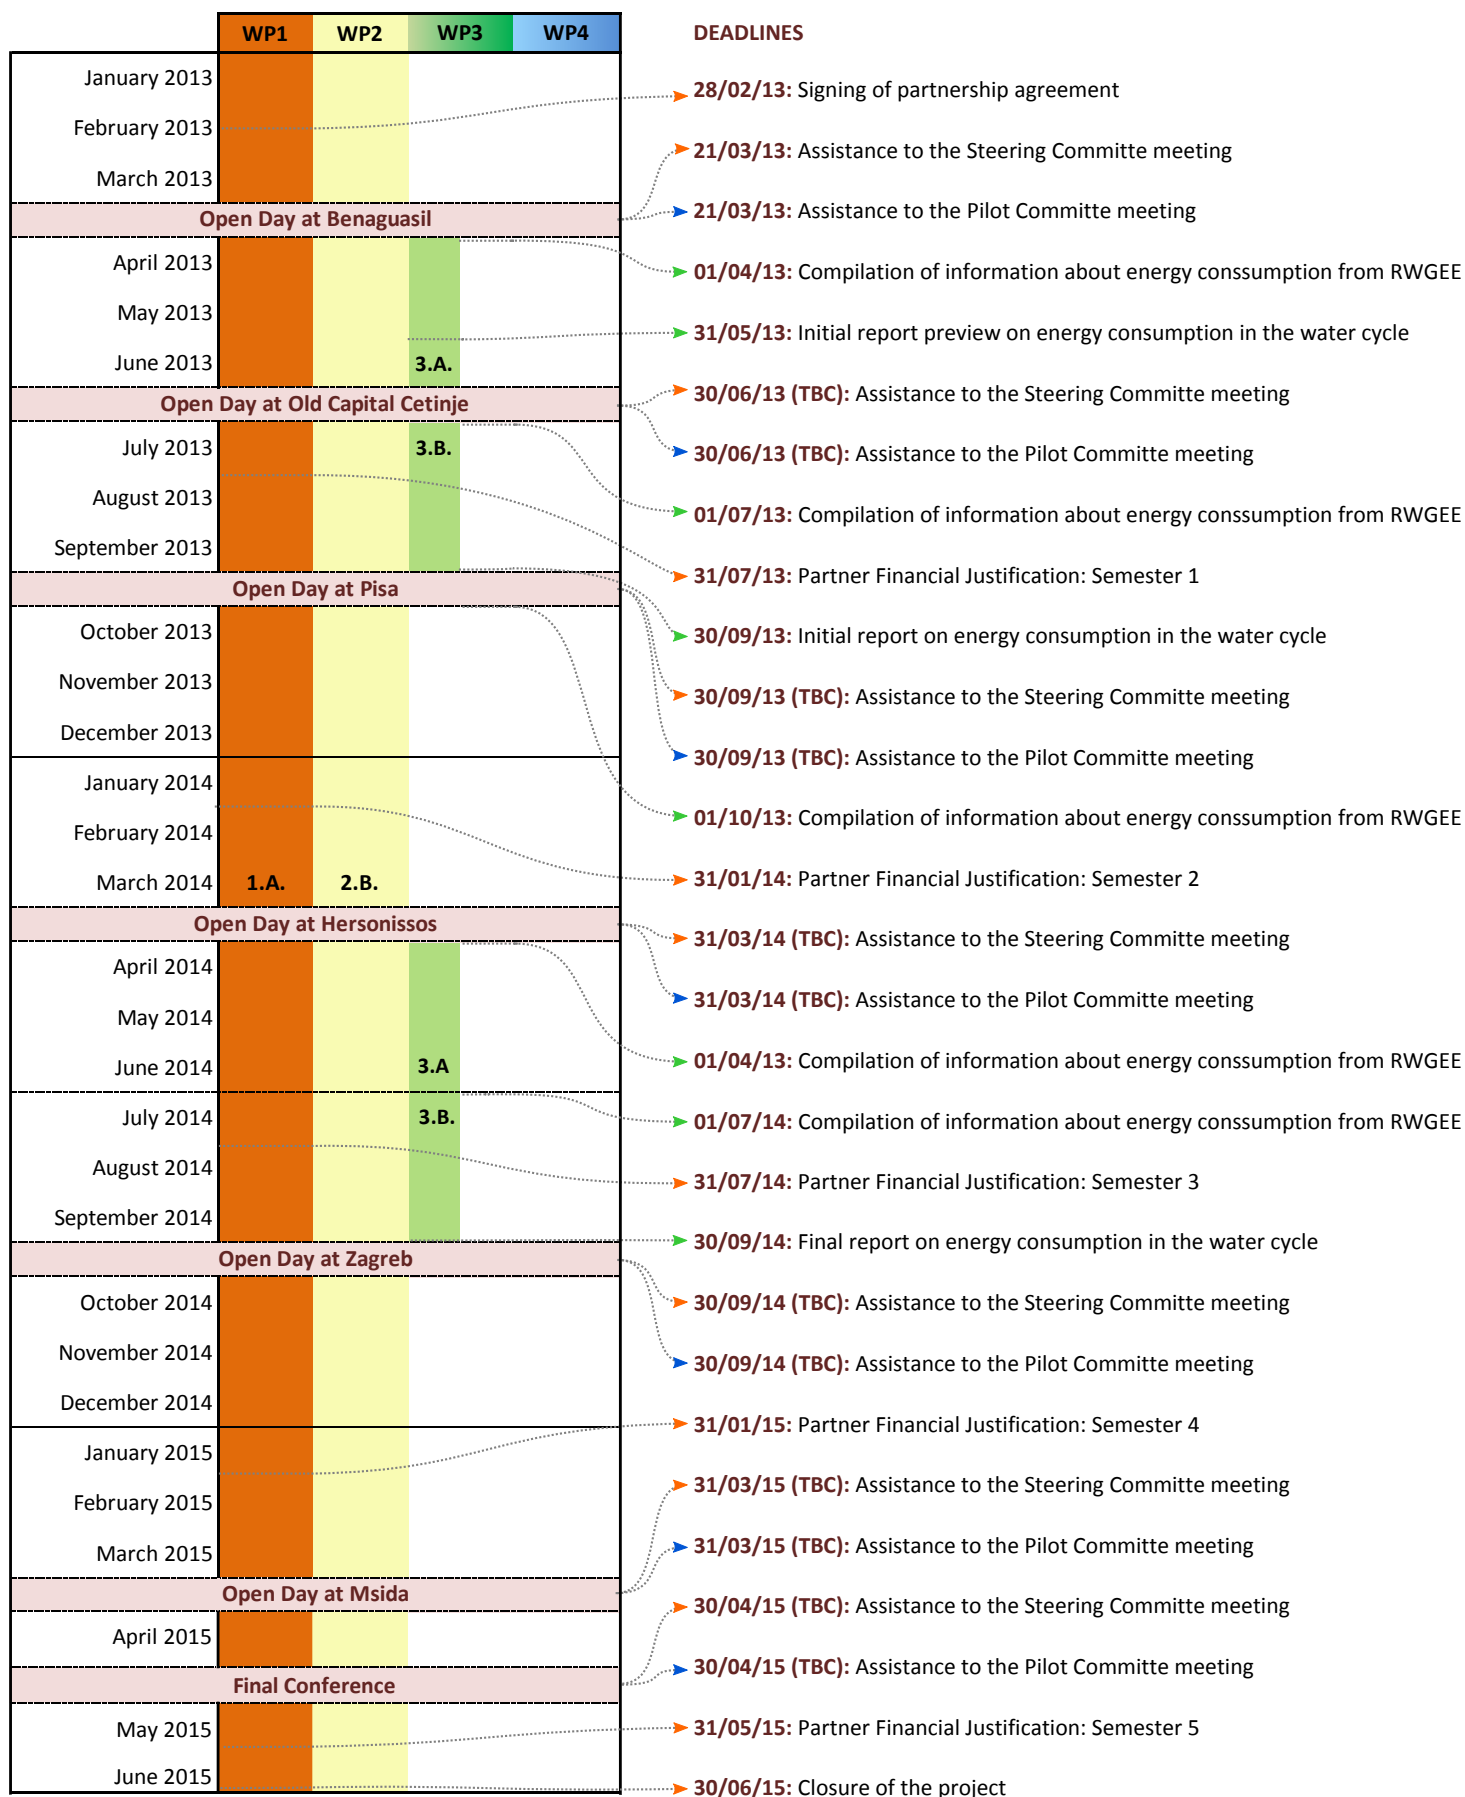 WP1 WP2 WP3 WP4 DEADLINES
January 2013
28/02/13: Signing of partnership agreement
February 2013
21/03/13: Assistance to the Steering Committe meeting
March 2013
21/03/13: Assistance to the Pilot Committe meeting
Open Day at Benaguasil
April 2013
01/04/13: Compilation of information about energy conssumption from RWGEE
May 2013
31/05/13: Initial report preview on energy consumption in the water cycle
June 2013 3.A.
30/06/13 (TBC): Assistance to the Steering Committe meeting
Open Day at Old Capital Cetinje
July 2013 3.B.
30/06/13 (TBC): Assistance to the Pilot Committe meeting
August 2013
01/07/13: Compilation of information about energy conssumption from RWGEE
September 2013
31/07/13: Partner Financial Justification: Semester 1
Open Day at Pisa
October 2013
30/09/13: Initial report on energy consumption in the water cycle
November 2013
30/09/13 (TBC): Assistance to the Steering Committe meeting
December 2013
30/09/13 (TBC): Assistance to the Pilot Committe meeting
January 2014
01/10/13: Compilation of information about energy conssumption from RWGEE
February 2014
31/01/14: Partner Financial Justification: Semester 2
March 2014 1.A. 2.B.
Open Day at Hersonissos
31/03/14 (TBC): Assistance to the Steering Committe meeting
April 2014
31/03/14 (TBC): Assistance to the Pilot Committe meeting
May 2014
01/04/13: Compilation of information about energy conssumption from RWGEE
June 2014 3.A
July 2014 3.B.
01/07/14: Compilation of information about energy conssumption from RWGEE
August 2014
31/07/14: Partner Financial Justification: Semester 3
September 2014
30/09/14: Final report on energy consumption in the water cycle
Open Day at Zagreb
October 2014
30/09/14 (TBC): Assistance to the Steering Committe meeting
November 2014
30/09/14 (TBC): Assistance to the Pilot Committe meeting
December 2014
31/01/15: Partner Financial Justification: Semester 4
January 2015
31/03/15 (TBC): Assistance to the Steering Committe meeting
February 2015
31/03/15 (TBC): Assistance to the Pilot Committe meeting
March 2015
Open Day at Msida
30/04/15 (TBC): Assistance to the Steering Committe meeting
April 2015
30/04/15 (TBC): Assistance to the Pilot Committe meeting
Final Conference
May 2015
31/05/15: Partner Financial Justification: Semester 5
June 2015
30/06/15: Closure of the project